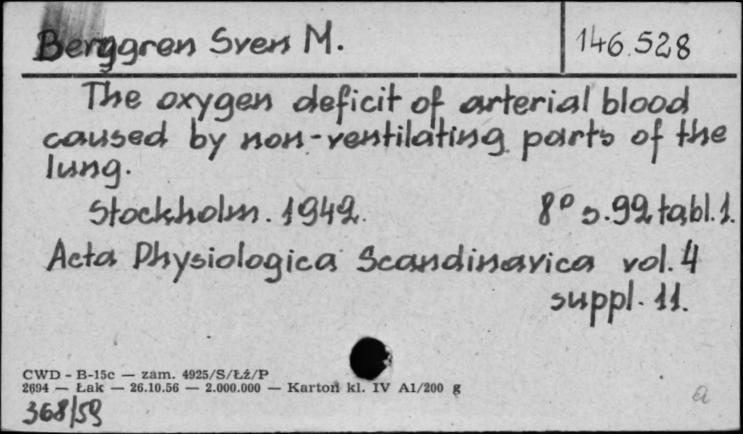 Berggren Sven M.
146.528
The oxygen deficit of arterial blood
caused by non-ventilating parts of the
lung.
Stockholm. 1942. 8° s. 92 tabl. 1.
Acta Physiologica Scandinavica vol. 4
suppl. 11.
CWD - B-15c — zam. 4925/S/Łź/P
2694 — Łak — 26.10.56 — 2.000.000 — Karton kl. IV A1/200 g
368/59
a